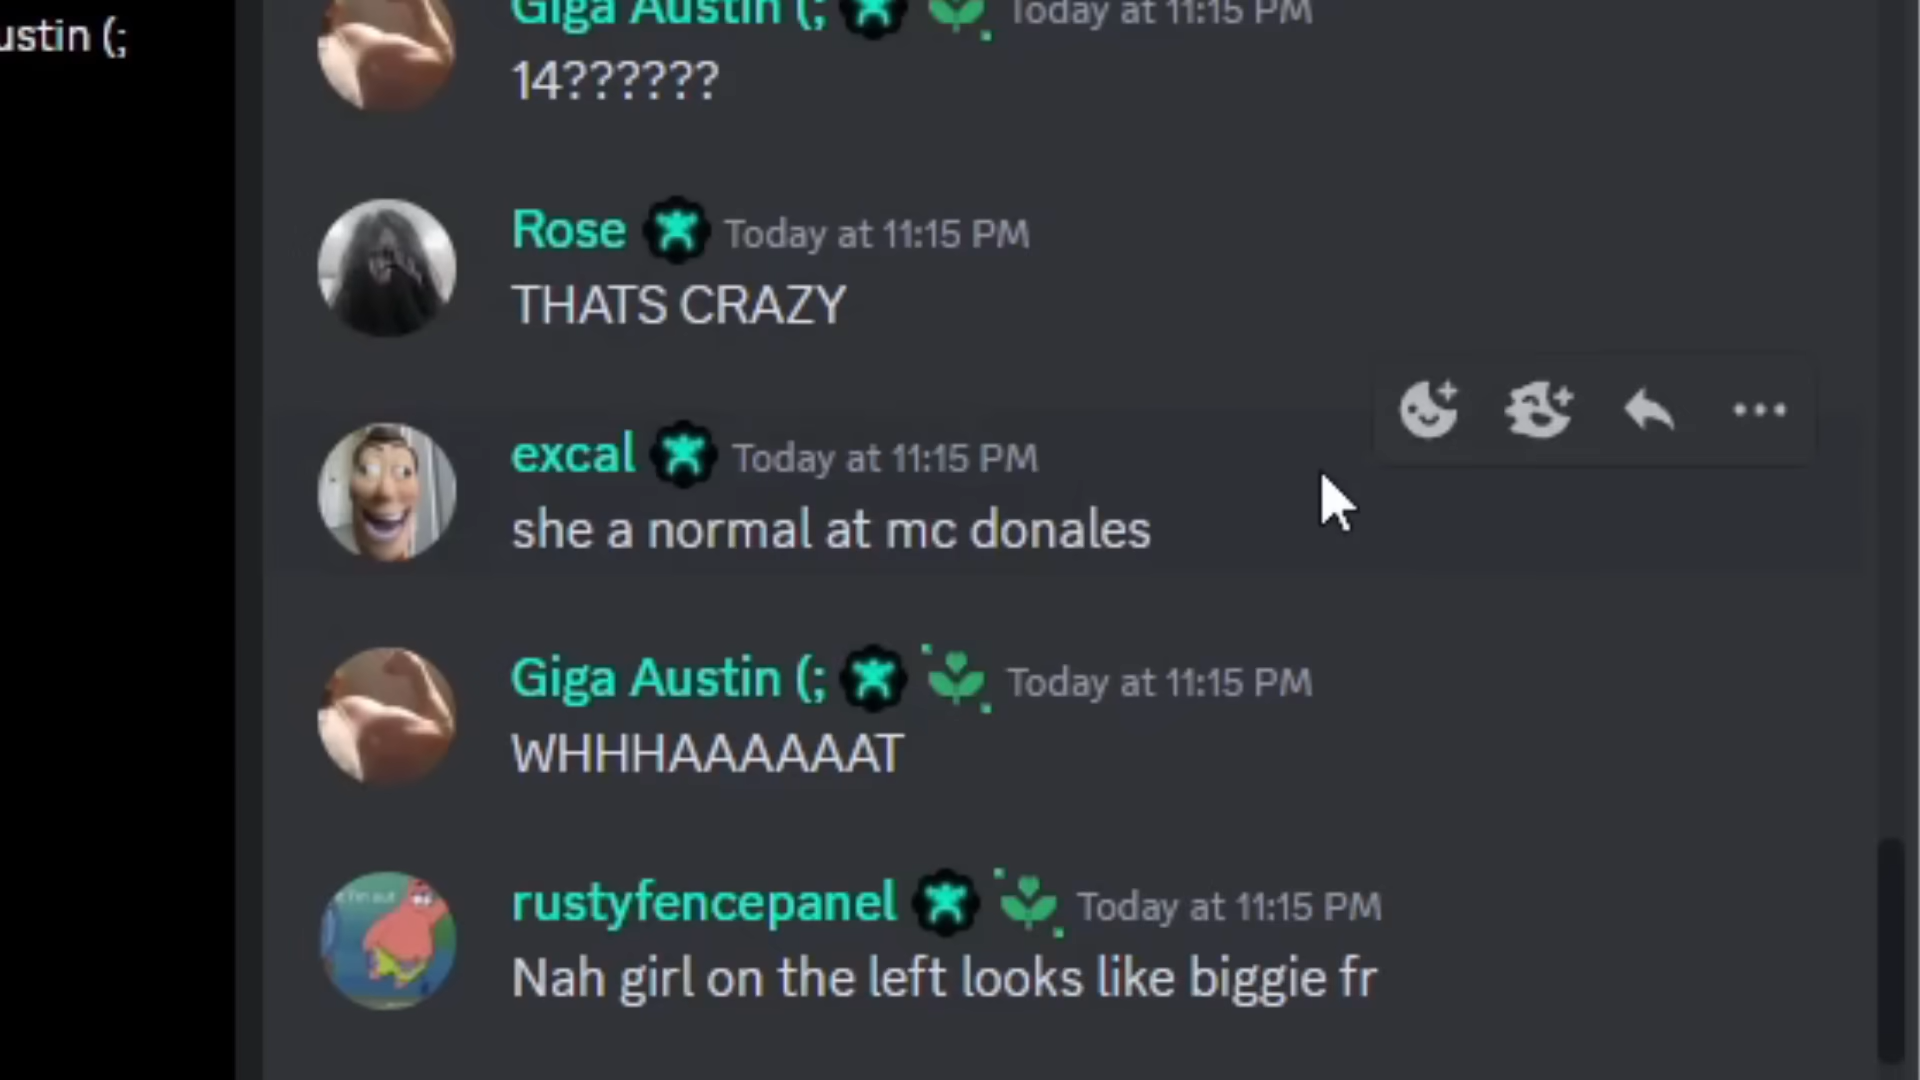 Giga Austin (; Today at 11:15 PM
ustin (;
14??????
Rose Today at 11:15 PM
THATS CRAZY
excal Today at 11:15 PM
she a normal at mc donales
Giga Austin (; Today at 11:15 PM
WHHHAAAAAAT
rustyfencepanel Today at 11:15 PM
Nah girl on the left looks like biggie fr